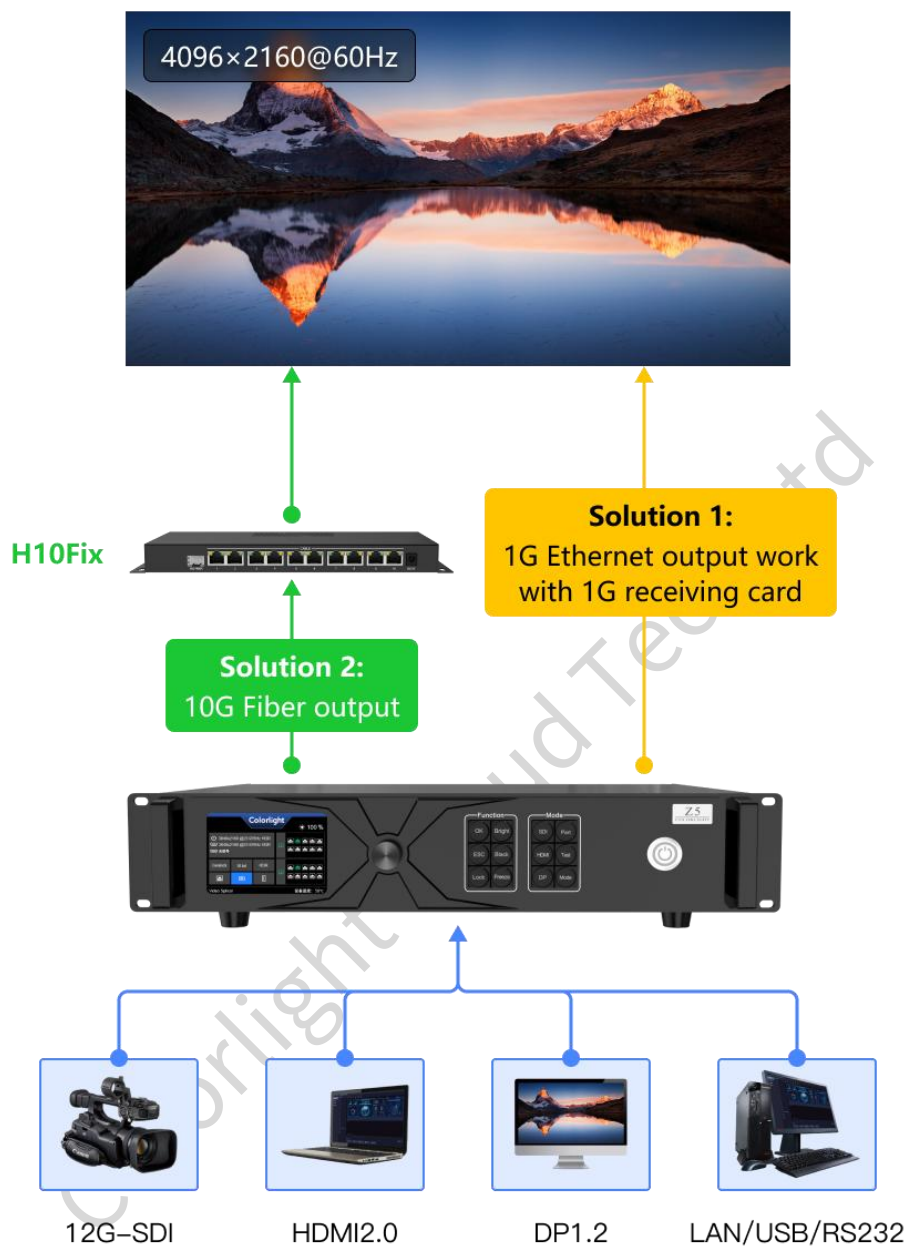 4096×2160@60Hz
Solution 1:
1G Ethernet output work
with 1G receiving card
H10Fix
Solution 2:
10G Fiber output
Colorlight
100%
Function
Mode
OK Bright
SDI Part
ESC Black
HDMI Test
Lock Freeze
DP Mode
Z5
12G-SDI
HDMI2.0
DP1.2
LAN/USB/RS232